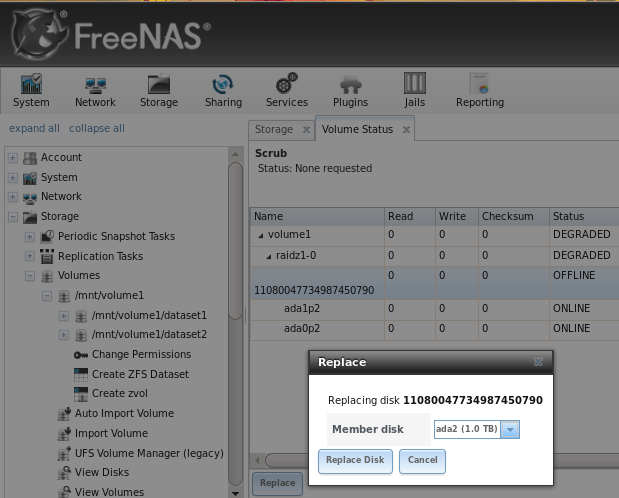 FreeNAS®
System Network Storage Sharing Services Plugins Jails Reporting
expand all collapse all
Account
System
Network
Storage
Periodic Snapshot Tasks
Replication Tasks
Volumes
/mnt/volume1
/mnt/volume1/dataset1
/mnt/volume1/dataset2
Change Permissions
Create ZFS Dataset
Create zvol
Auto Import Volume
Import Volume
UFS Volume Manager (legacy)
View Disks
View Volumes
Storage Volume Status
Scrub
Status: None requested
Name Read Write Checksum Status
volume1 0 0 0 DEGRADED
raidz1-0 0 0 0 DEGRADED
0 0 0 OFFLINE
11080047734987450790
ada1p2 0 0 0 ONLINE
ada0p2 0 0 0 ONLINE
Replace
Replacing disk 11080047734987450790
Member disk ada2 (1.0 TB)
Replace Disk Cancel
Replace